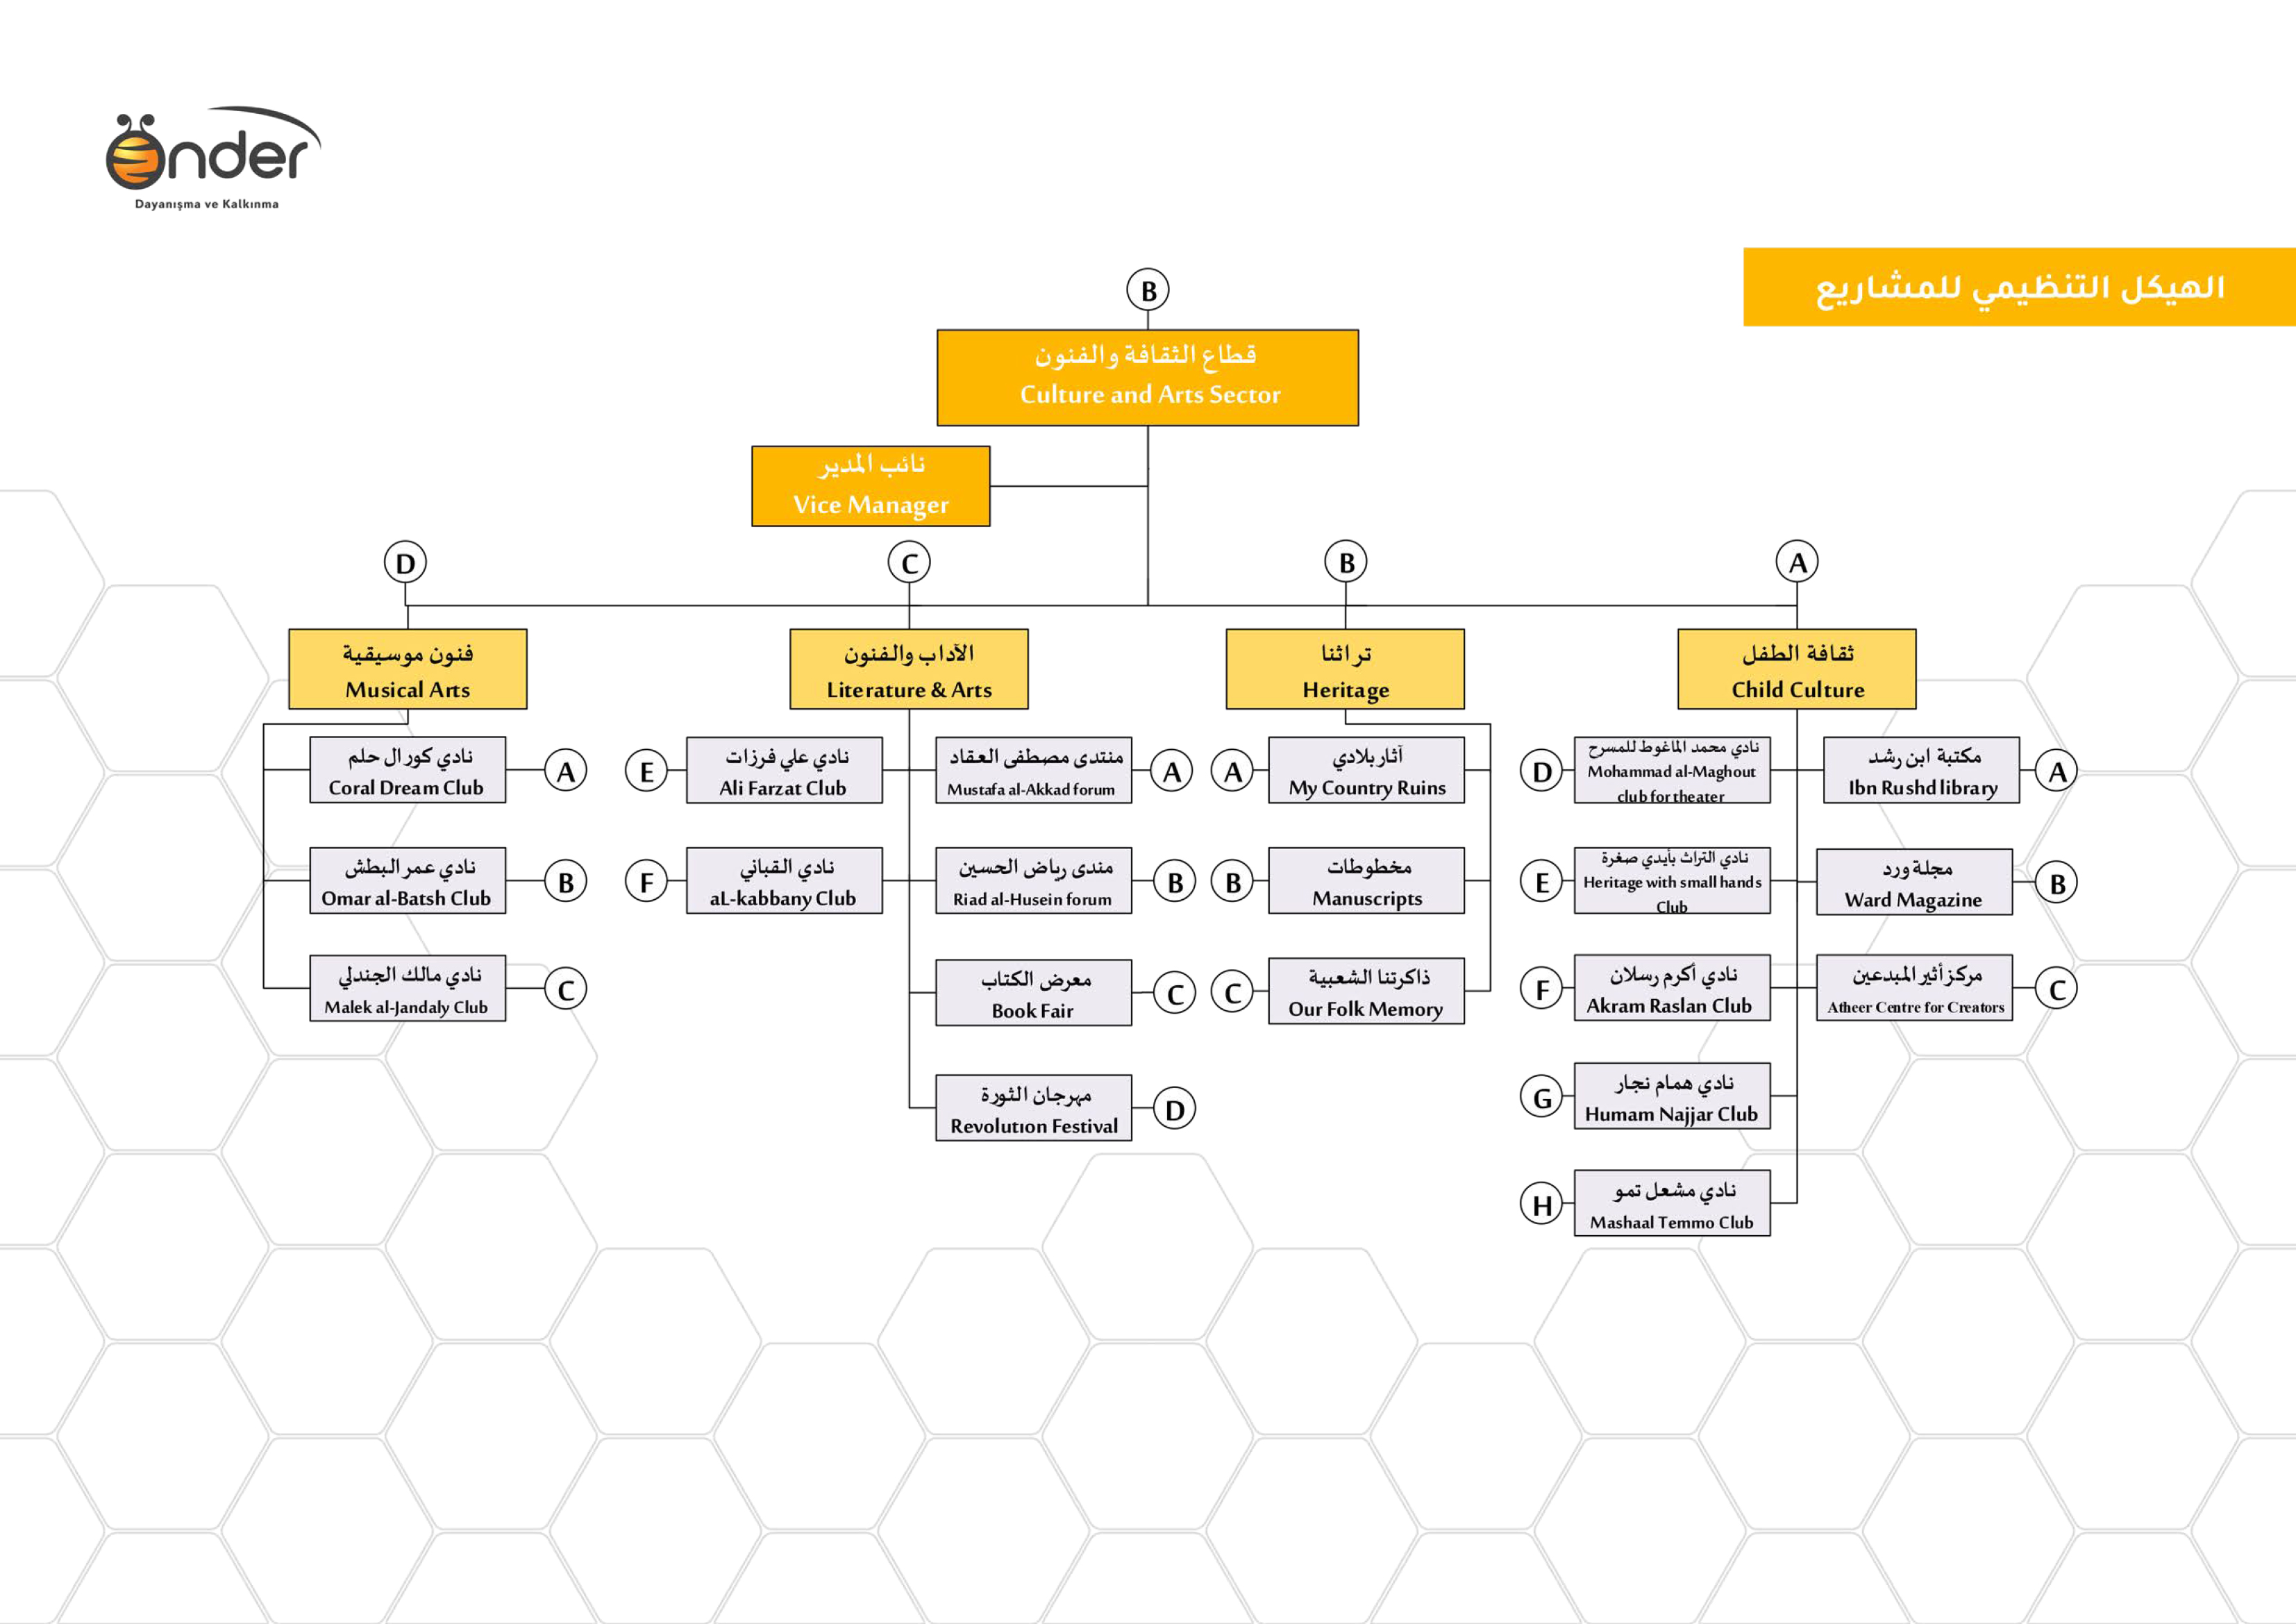 önder
Dayanışma ve Kalkınma
الهيكل التنظيمي للمشاريع
B
قطاع الثقافة والفنون
Culture and Arts Sector
نائب المدير
Vice Manager
D
C
B
A
فنون موسيقية
Musical Arts
الآداب والفنون
Literature & Arts
تراثنا
Heritage
ثقافة الطفل
Child Culture
نادي كورال حلم
Coral Dream Club
A
نادي عمر البطش
Omar al-Batsh Club
B
نادي مالك الجندلي
Malek al-Jandaly Club
C
E
نادي علي فرزات
Ali Farzat Club
F
نادي القباني
aL-kabbany Club
منتدى مصطفى العقاد
Mustafa al-Akkad forum
A
مندى رياض الحسين
Riad al-Husein forum
B
معرض الكتاب
Book Fair
C
مهرجان الثورة
Revolutıon Festival
D
A
آثار بلادي
My Country Ruins
B
مخطوطات
Manuscripts
C
ذاكرتنا الشعبية
Our Folk Memory
D
نادي محمد الماغوط للمسرح
Mohammad al-Maghout
club for theater
E
نادي التراث بأيدي صغرة
Heritage with small hands
Club
F
نادي أكرم رسلان
Akram Raslan Club
G
نادي همام نجار
Humam Najjar Club
H
نادي مشعل تمو
Mashaal Temmo Club
مكتبة ابن رشد
Ibn Rushd library
A
مجلة ورد
Ward Magazine
B
مركز أثير المبدعين
Atheer Centre for Creators
C